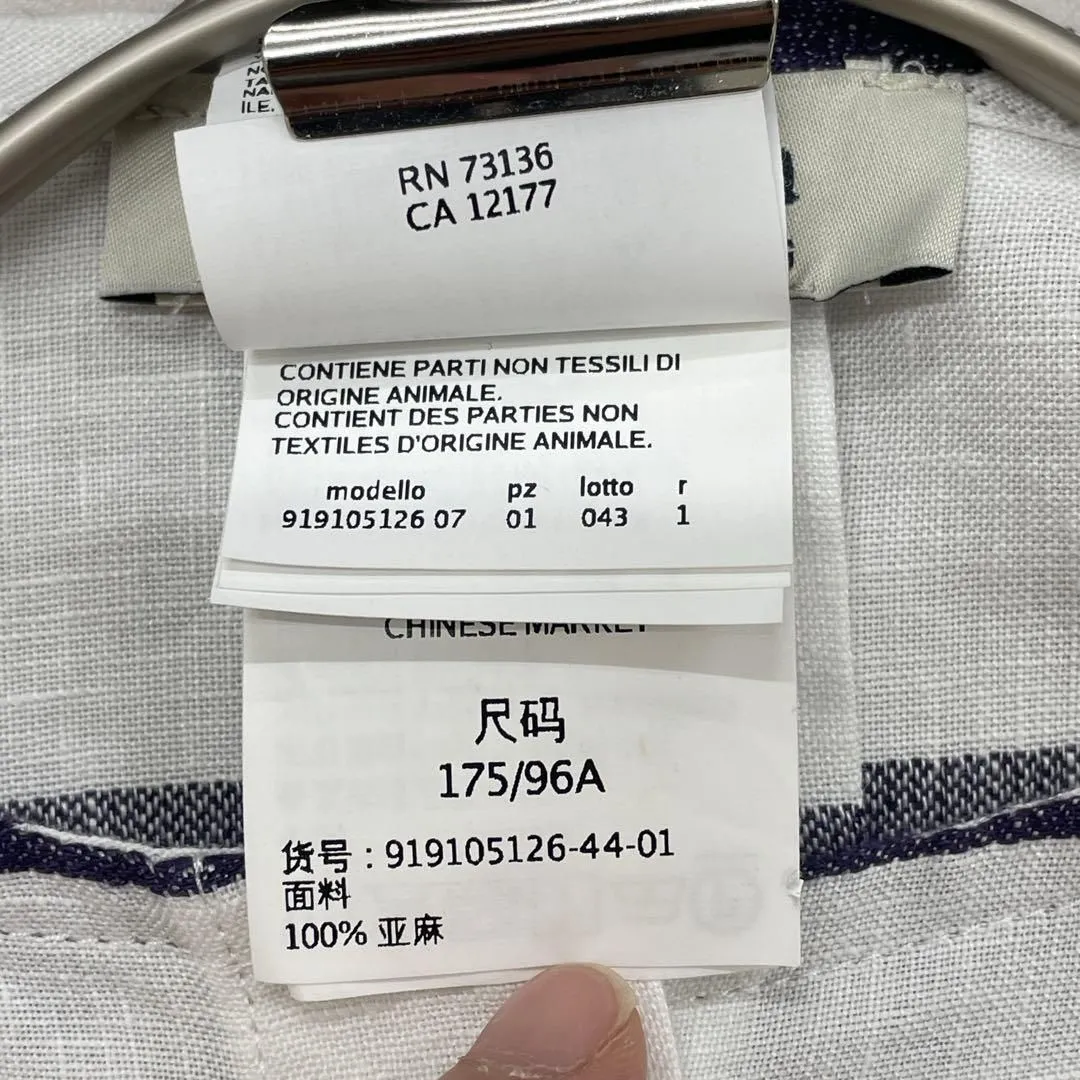 ILE.
RN 73136
CA 12177
CONTIENE PARTI NON TESSILI DI
ORIGINE ANIMALE.
CONTIENT DES PARTIES NON
TEXTILES D'ORIGINE ANIMALE.
modello pz lotto r
919105126 07 01 043 1
CHINESE MARKET
尺码
175/96A
货号：919105126-44-01
面料
100% 亚麻